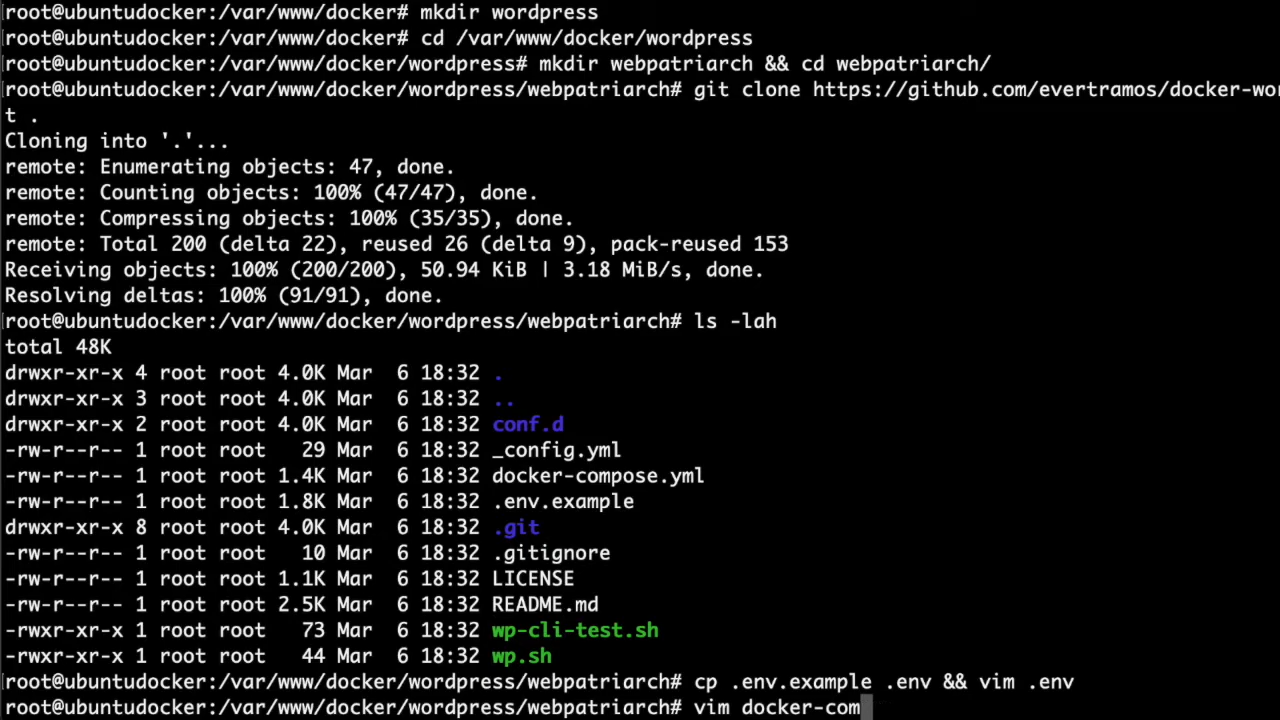 root@ubuntudocker:/var/www/docker# mkdir wordpress
root@ubuntudocker:/var/www/docker# cd /var/www/docker/wordpress
root@ubuntudocker:/var/www/docker/wordpress# mkdir webpatriarch && cd webpatriarch/
root@ubuntudocker:/var/www/docker/wordpress/webpatriarch# git clone https://github.com/evertramos/docker-wor
t .
Cloning into '.'...
remote: Enumerating objects: 47, done.
remote: Counting objects: 100% (47/47), done.
remote: Compressing objects: 100% (35/35), done.
remote: Total 200 (delta 22), reused 26 (delta 9), pack-reused 153
Receiving objects: 100% (200/200), 50.94 KiB | 3.18 MiB/s, done.
Resolving deltas: 100% (91/91), done.
root@ubuntudocker:/var/www/docker/wordpress/webpatriarch# ls -lah
total 48K
drwxr-xr-x 4 root root 4.0K Mar  6 18:32 .
drwxr-xr-x 3 root root 4.0K Mar  6 18:32 ..
drwxr-xr-x 2 root root 4.0K Mar  6 18:32 conf.d
-rw-r--r-- 1 root root   29 Mar  6 18:32 _config.yml
-rw-r--r-- 1 root root 1.4K Mar  6 18:32 docker-compose.yml
-rw-r--r-- 1 root root 1.8K Mar  6 18:32 .env.example
drwxr-xr-x 8 root root 4.0K Mar  6 18:32 .git
-rw-r--r-- 1 root root   10 Mar  6 18:32 .gitignore
-rw-r--r-- 1 root root 1.1K Mar  6 18:32 LICENSE
-rw-r--r-- 1 root root 2.5K Mar  6 18:32 README.md
-rwxr-xr-x 1 root root   73 Mar  6 18:32 wp-cli-test.sh
-rwxr-xr-x 1 root root   44 Mar  6 18:32 wp.sh
root@ubuntudocker:/var/www/docker/wordpress/webpatriarch# cp .env.example .env && vim .env
root@ubuntudocker:/var/www/docker/wordpress/webpatriarch# vim docker-com